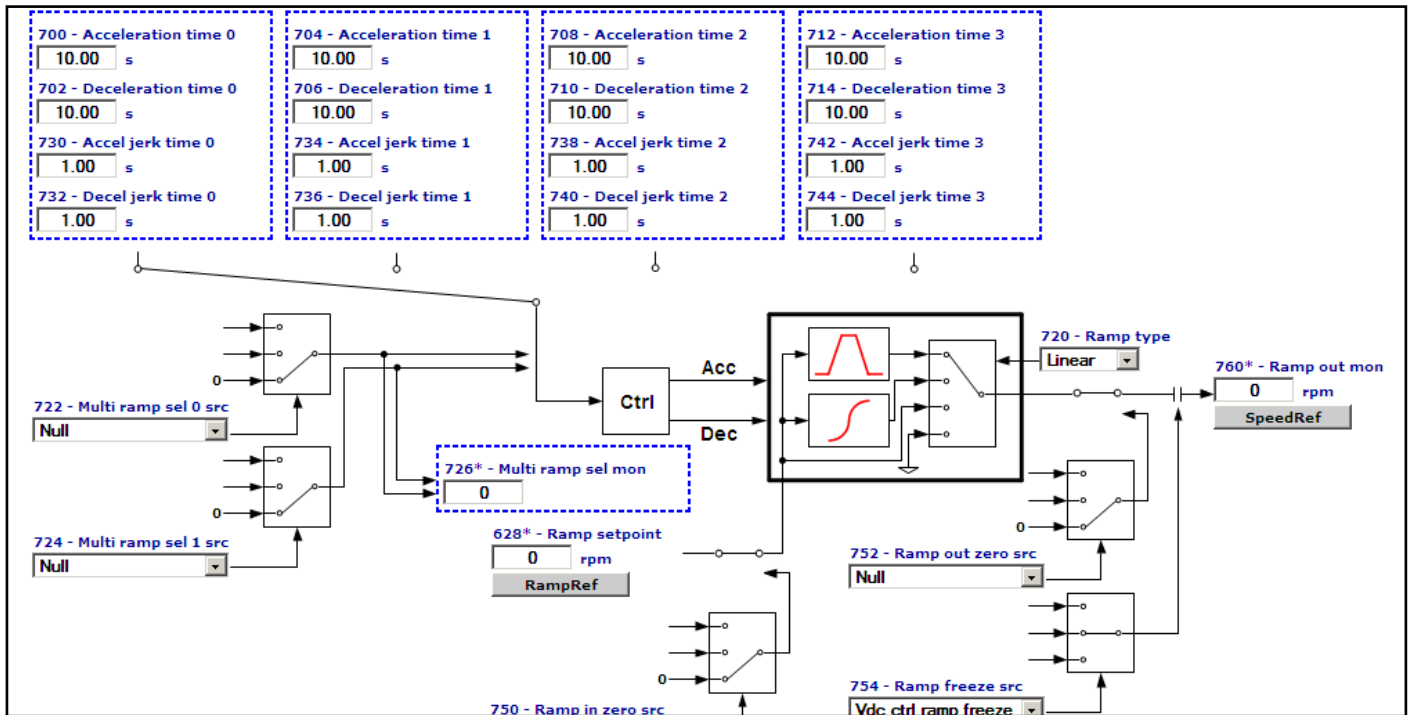 700 - Acceleration time 0
10.00 s
702 - Deceleration time 0
10.00 s
730 - Accel jerk time 0
1.00 s
732 - Decel jerk time 0
1.00 s
704 - Acceleration time 1
10.00 s
706 - Deceleration time 1
10.00 s
734 - Accel jerk time 1
1.00 s
736 - Decel jerk time 1
1.00 s
708 - Acceleration time 2
10.00 s
710 - Deceleration time 2
10.00 s
738 - Accel jerk time 2
1.00 s
740 - Decel jerk time 2
1.00 s
712 - Acceleration time 3
10.00 s
714 - Deceleration time 3
10.00 s
742 - Accel jerk time 3
1.00 s
744 - Decel jerk time 3
1.00 s
0
722 - Multi ramp sel 0 src
Null
0
724 - Multi ramp sel 1 src
Null
726* - Multi ramp sel mon
0
Ctrl
Acc
Dec
628* - Ramp setpoint
0 rpm
RampRef
0
750 - Ramp in zero src
720 - Ramp type
Linear
760* - Ramp out mon
0 rpm
SpeedRef
0
752 - Ramp out zero src
Null
754 - Ramp freeze src
Vdc ctrl ramp freeze